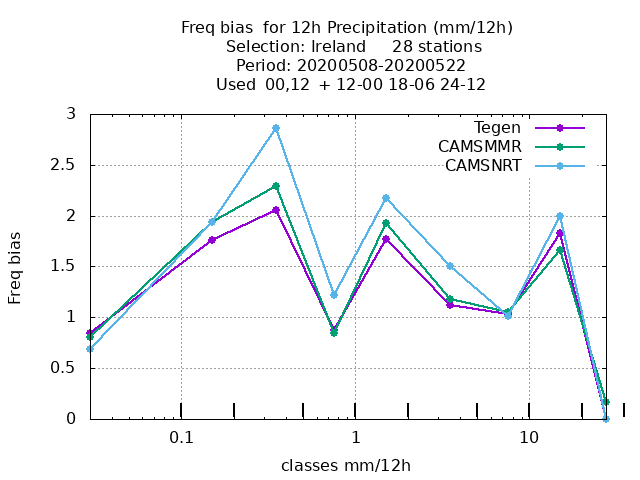 Freq bias  for 12h Precipitation (mm/12h)
Selection: Ireland     28 stations
Period: 20200508-20200522
Used  00,12  + 12-00 18-06 24-12
Tegen
CAMSMMR
CAMSNRT
3
2.5
2
1.5
1
0.5
0
Freq bias
0.1
1
10
classes mm/12h